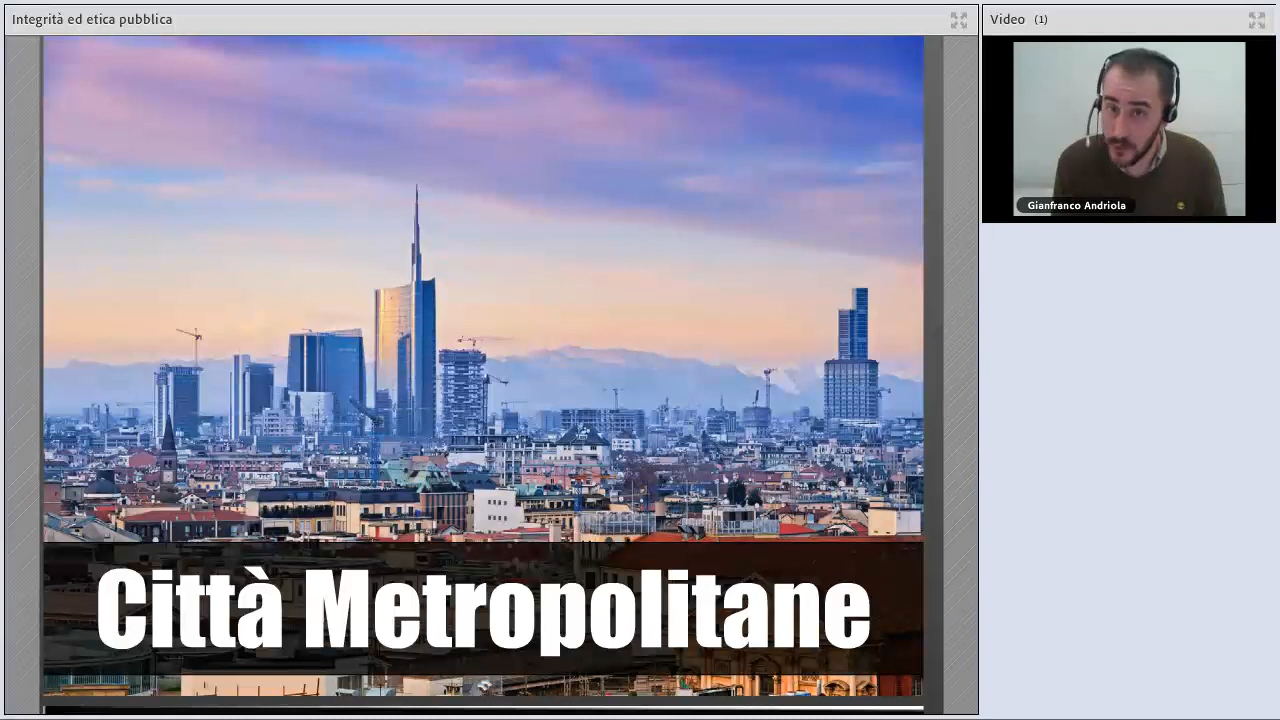 Integrità ed etica pubblica
Video (1)
Gianfranco Andriola
Città Metropolitane